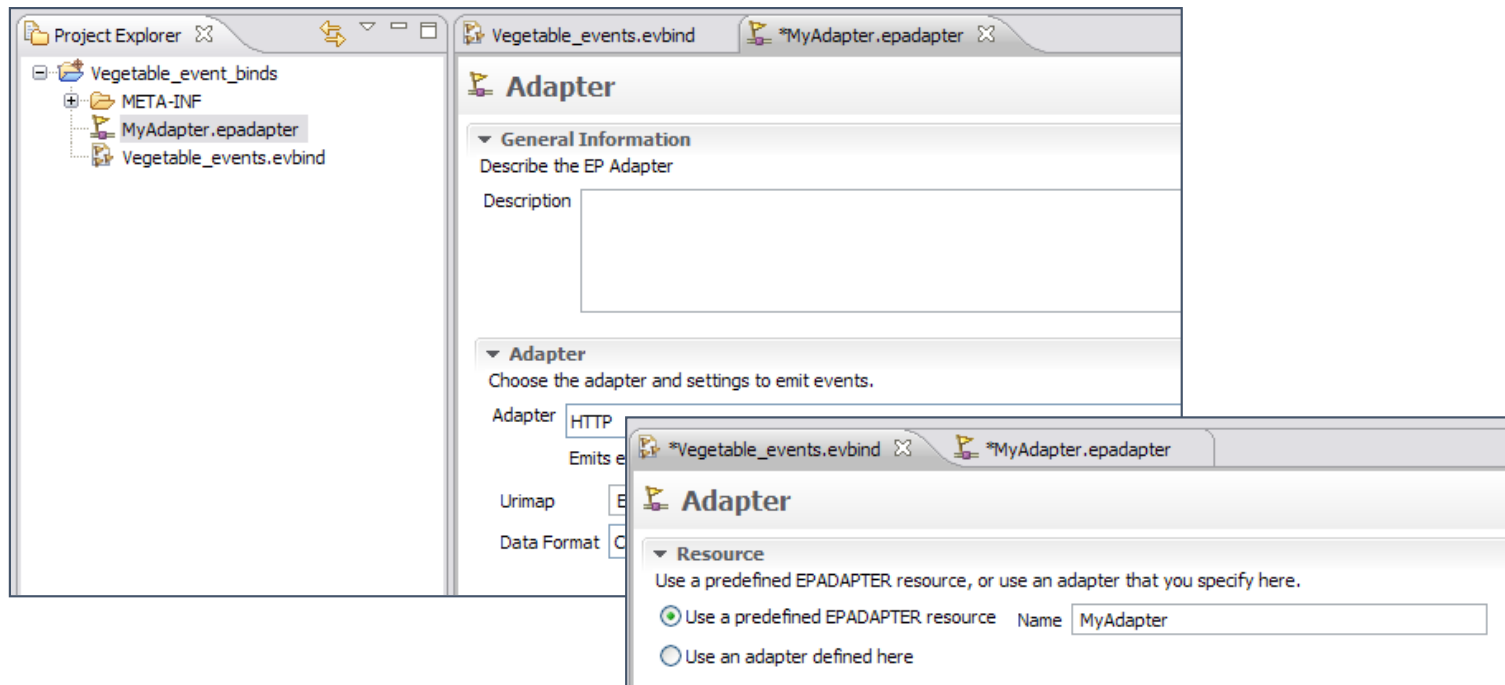 Project Explorer
Vegetable_event_binds
META-INF
MyAdapter.epadapter
Vegetable_events.evbind
Vegetable_events.evbind *MyAdapter.epadapter
Adapter
General Information
Describe the EP Adapter
Description
Adapter
Choose the adapter and settings to emit events.
Adapter HTTP
Emits
Urimap
Data Format
*Vegetable_events.evbind *MyAdapter.epadapter
Adapter
Resource
Use a predefined EPADAPTER resource, or use an adapter that you specify here.
Use a predefined EPADAPTER resource Name MyAdapter
Use an adapter defined here